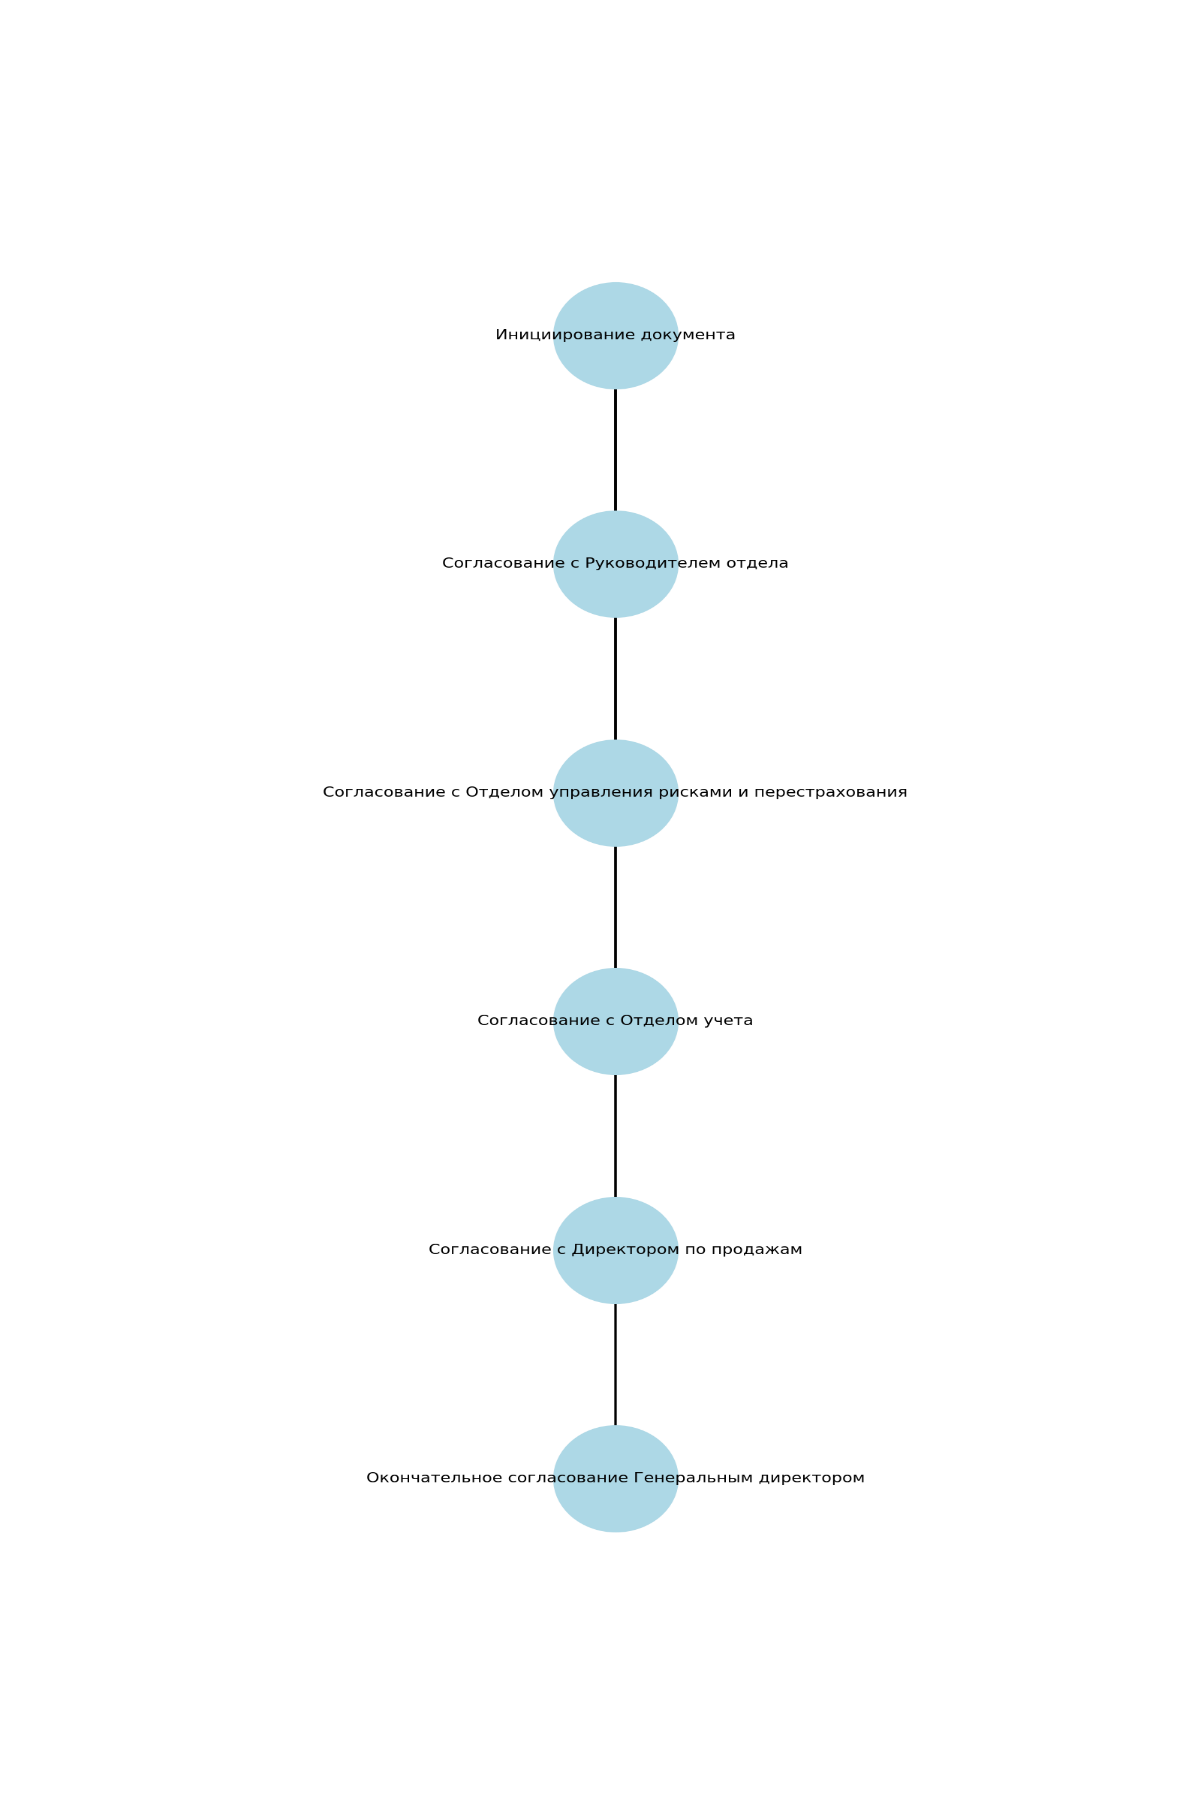 Инициирование документа
Согласование с Руководителем отдела
Согласование с Отделом управления рисками и перестрахования
Согласование с Отделом учета
Согласование с Директором по продажам
Окончательное согласование Генеральным директором